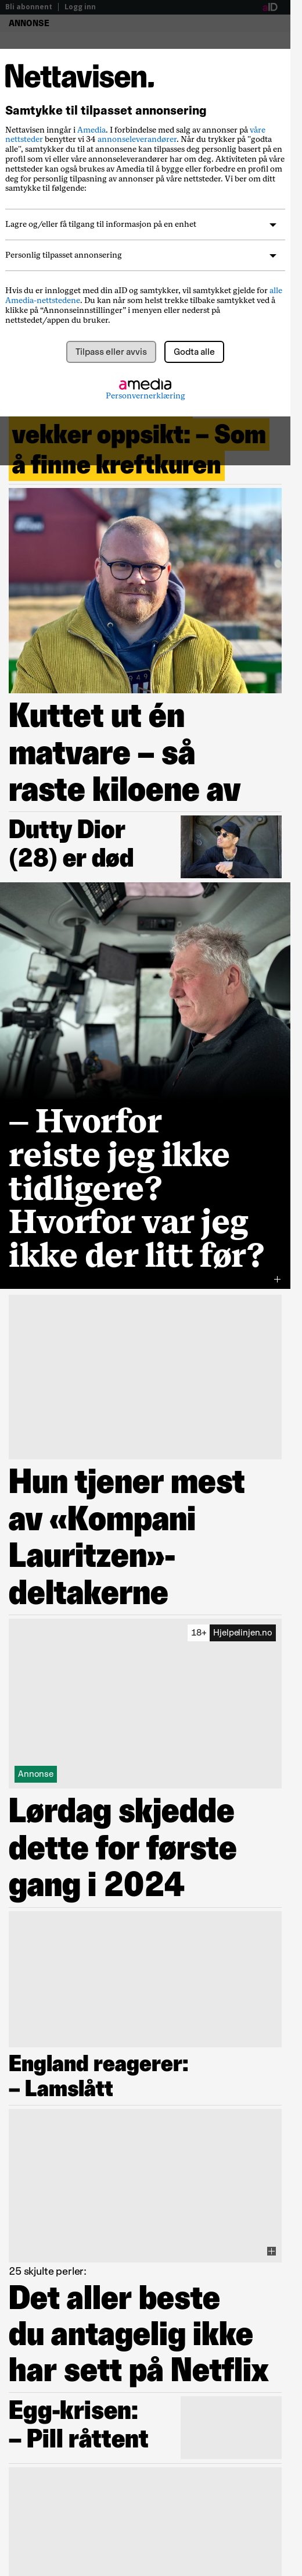 Bli abonnent | Logg inn
aID
ANNONSE
Nettavisen.
Samtykke til tilpasset annonsering
Nettavisen inngår i Amedia. I forbindelse med salg av annonser på våre
nettsteder benytter vi 34 annonseleverandører. Når du trykker på "godta
alle", samtykker du til at annonsene kan tilpasses deg personlig basert på en
profil som vi eller våre annonseleverandører har om deg. Aktiviteten på våre
nettsteder kan også brukes av Amedia til å bygge eller forbedre en profil om
deg for personlig tilpasning av annonser på våre nettsteder. Vi ber om ditt
samtykke til følgende:
Lagre og/eller få tilgang til informasjon på en enhet
Personlig tilpasset annonsering
Hvis du er innlogget med din aID og samtykker, vil samtykket gjelde for alle
Amedia-nettstedene. Du kan når som helst trekke tilbake samtykket ved å
klikke på “Annonseinnstillinger” i menyen eller nederst på
nettstedet/appen du bruker.
Tilpass eller avvis
Godta alle
amedia
Personvernerklæring
vekker oppsikt: – Som
å finne kreftkuren
Kuttet ut én
matvare – så
raste kiloene av
Dutty Dior
(28) er død
– Hvorfor
reiste jeg ikke
tidligere?
Hvorfor var jeg
ikke der litt før?
Hun tjener mest
av «Kompani
Lauritzen»-
deltakerne
18+ Hjelpelinjen.no
Annonse
Lørdag skjedde
dette for første
gang i 2024
England reagerer:
– Lamslått
25 skjulte perler:
Det aller beste
du antagelig ikke
har sett på Netflix
Egg-krisen:
– Pill råttent